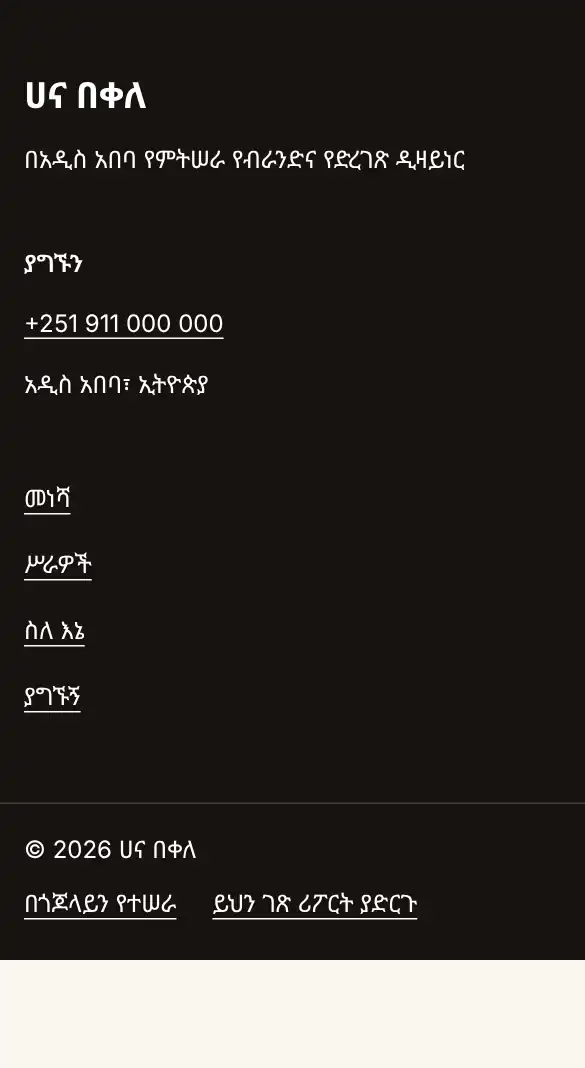 ሀና በቀለ
በአዲስ አበባ የምትሠራ የብራንድና የድረገጽ ዲዛይነር
ያግኙን
+251 911 000 000
አዲስ አበባ፣ ኢትዮጵያ
መነሻ
ሥራዎች
ስለ እኔ
ያግኙኝ
© 2026 ሀና በቀለ
በጎጆላይን የተሠራ ይህን ገጽ ሪፖርት ያድርጉ